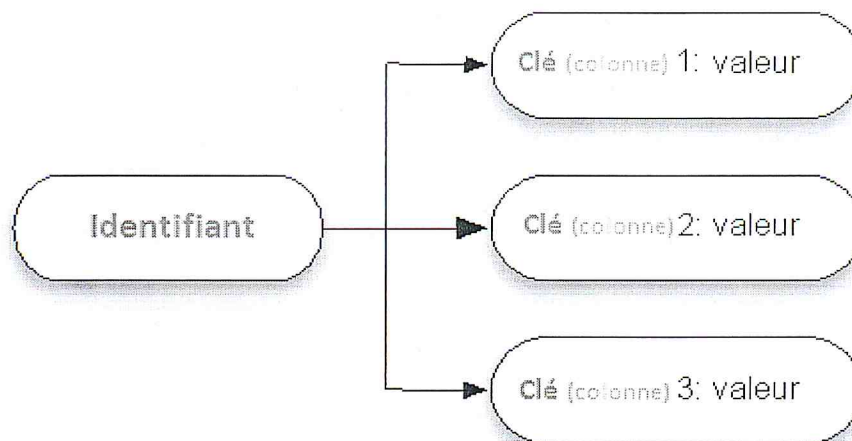 Clé (colonne) 1: valeur
Identifiant
Clé (colonne) 2: valeur
Clé (colonne) 3: valeur